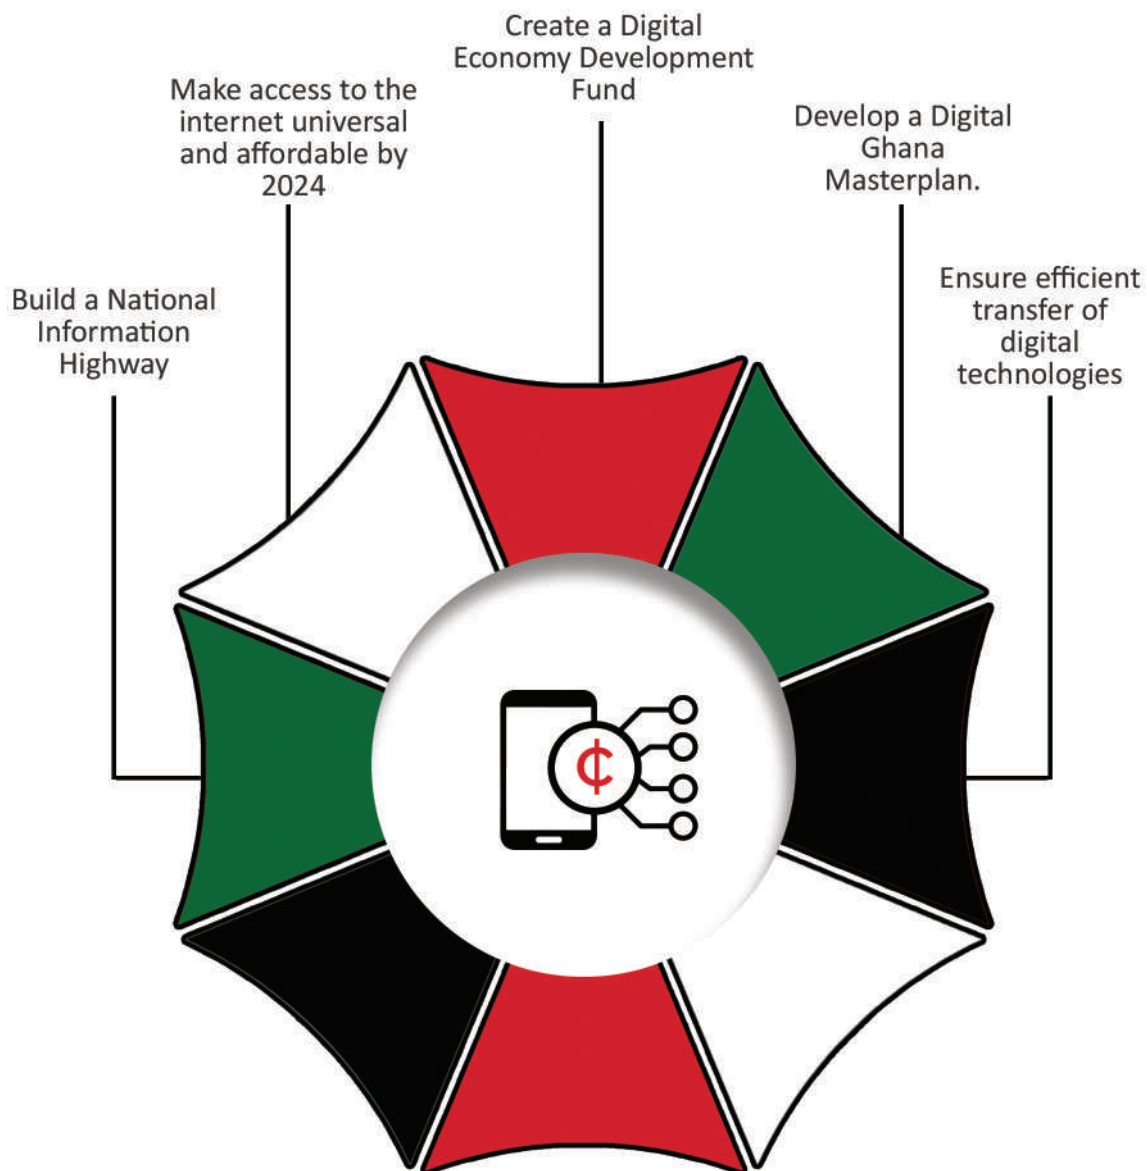 Create a Digital
Economy Development
Fund
Make access to the
internet universal
and affordable by
2024
Develop a Digital
Ghana
Masterplan.
Ensure efficient
transfer of
digital
technologies
Build a National
Information
Highway
₵